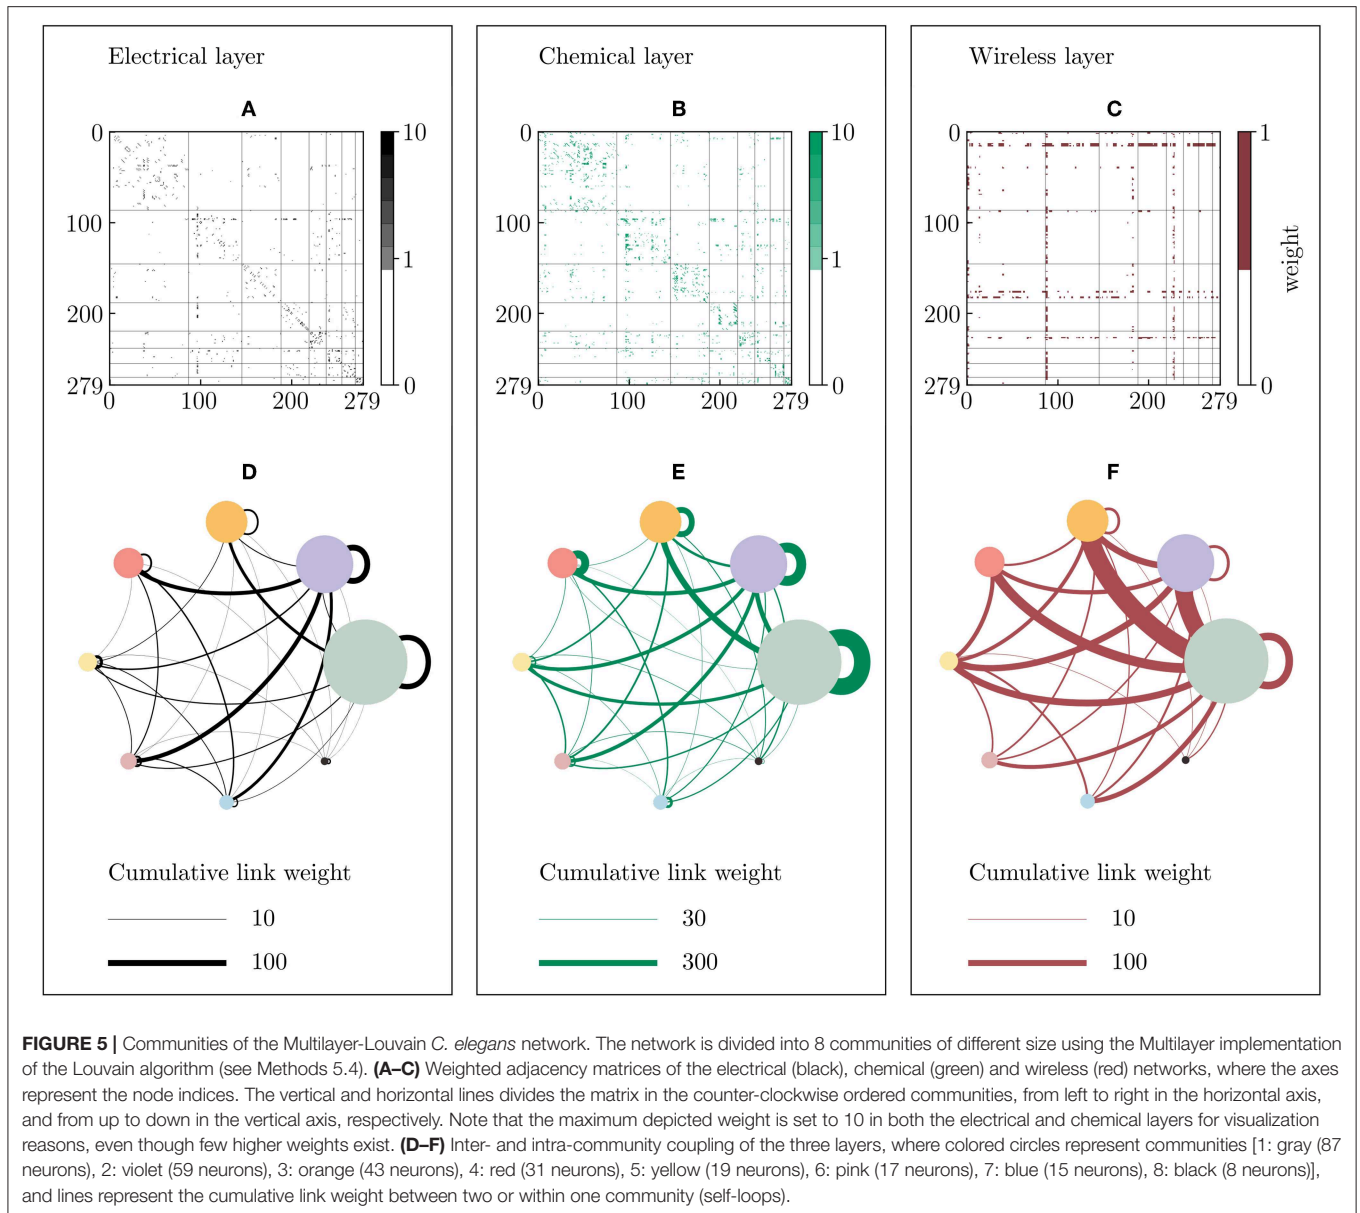 Electrical layer
A
0
100
200
279
0
100
200
279
10
1
0
Chemical layer
B
0
100
200
279
0
100
200
279
10
1
0
Wireless layer
C
0
100
200
279
0
100
200
279
1
0
weight
D
E
F
Cumulative link weight
10
100
Cumulative link weight
30
300
Cumulative link weight
10
100
FIGURE 5 | Communities of the Multilayer-Louvain C. elegans network. The network is divided into 8 communities of different size using the Multilayer implementation
of the Louvain algorithm (see Methods 5.4). (A–C) Weighted adjacency matrices of the electrical (black), chemical (green) and wireless (red) networks, where the axes
represent the node indices. The vertical and horizontal lines divides the matrix in the counter-clockwise ordered communities, from left to right in the horizontal axis,
and from up to down in the vertical axis, respectively. Note that the maximum depicted weight is set to 10 in both the electrical and chemical layers for visualization
reasons, even though few higher weights exist. (D–F) Inter- and intra-community coupling of the three layers, where colored circles represent communities [1: gray (87
neurons), 2: violet (59 neurons), 3: orange (43 neurons), 4: red (31 neurons), 5: yellow (19 neurons), 6: pink (17 neurons), 7: blue (15 neurons), 8: black (8 neurons)],
and lines represent the cumulative link weight between two or within one community (self-loops).